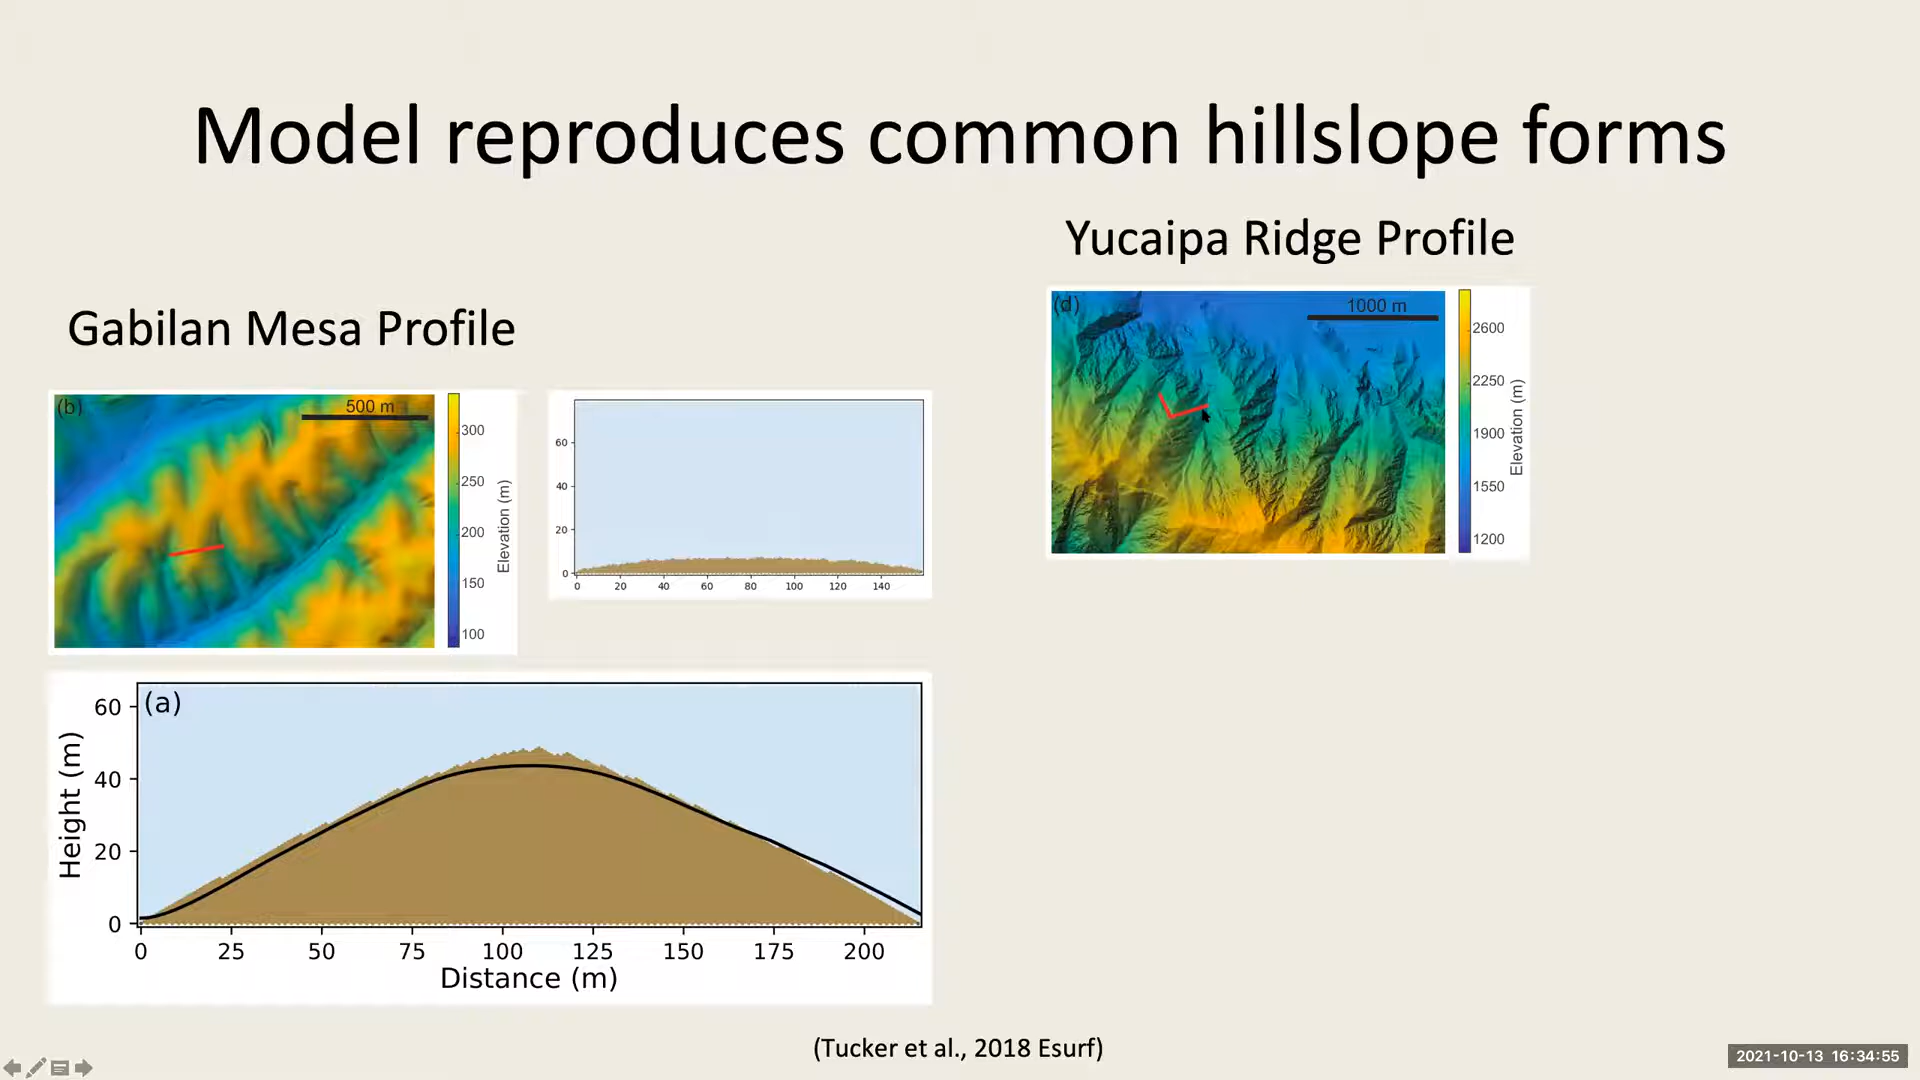 Model reproduces common hillslope forms
Yucaipa Ridge Profile
Gabilan Mesa Profile
(d)
1000 m
2600
2250
1900
1550
1200
Elevation (m)
(b)
500 m
300
250
200
150
100
Elevation (m)
60
40
20
0
0 20 40 60 80 100 120 140
(a)
60
40
20
0
Height (m)
0 25 50 75 100 125 150 175 200
Distance (m)
(Tucker et al., 2018 Esurf)
2021-10-13 16:34:55